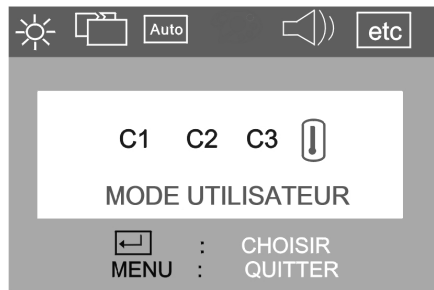 Auto etc
C1 C2 C3
MODE UTILISATEUR
: CHOISIR
MENU : QUITTER